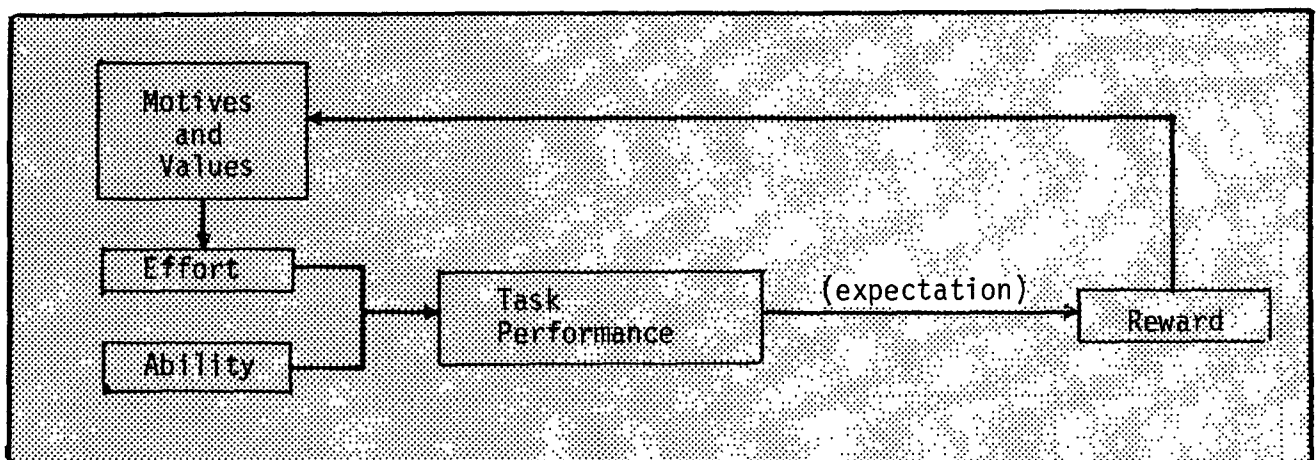 Motives
and
Values
Effort
Ability
Task
Performance
(expectation)
Reward